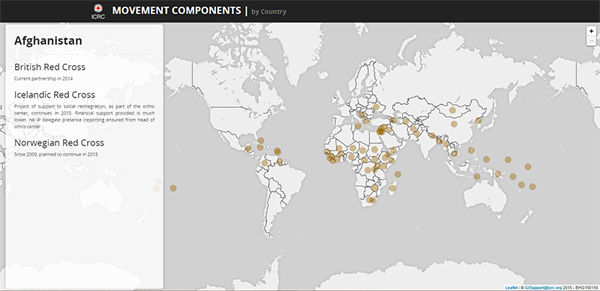 ICRC
MOVEMENT COMPONENTS | by Country
Afghanistan
British Red Cross
Current partnership in 2014
Icelandic Red Cross
Project of support to social reintegration, as part of the ortho
center, continues in 2015. Financial support provided is much
lower. No IP delegate presence (reporting ensured from head of
ortho center
Norwegian Red Cross
Since 2009, planned to continue in 2015
+
-
Leaflet | © GISupport@icrc.org 2015 - EHG150150